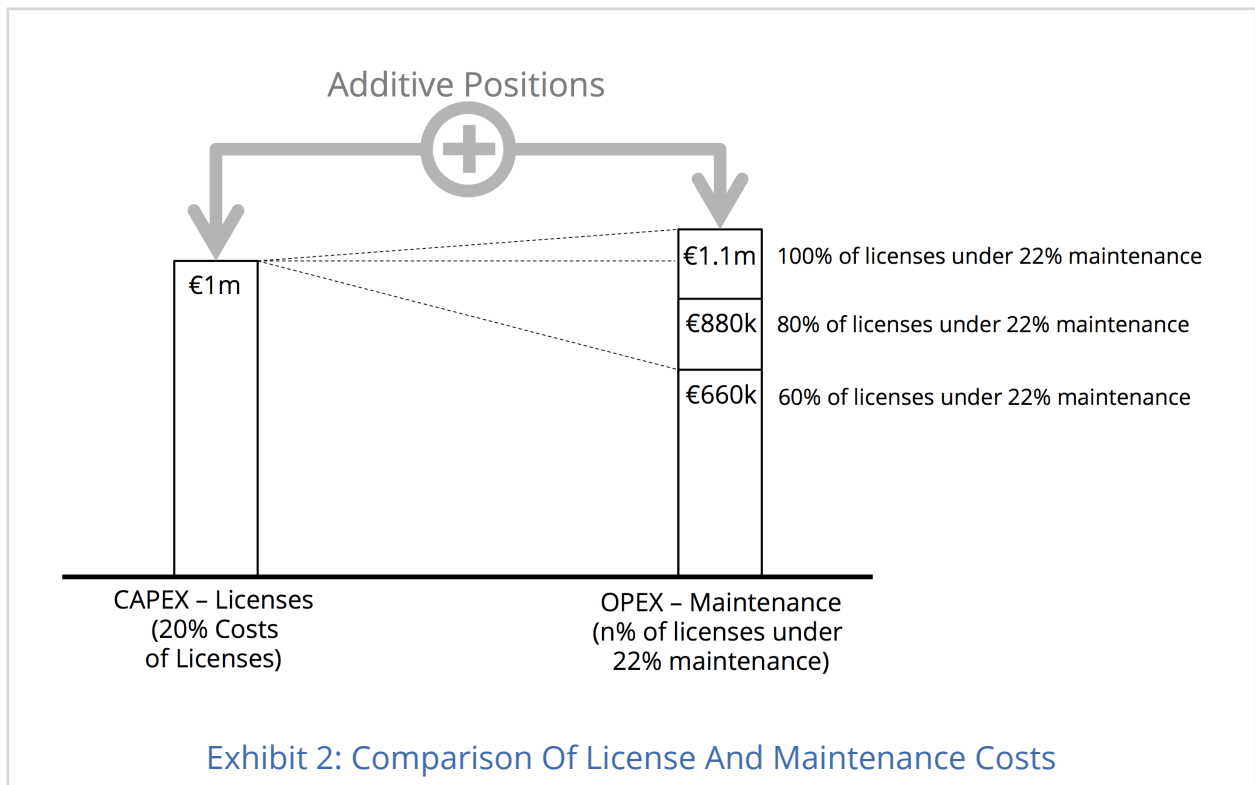 Additive Positions
€1m
€1.1m 100% of licenses under 22% maintenance
€880k 80% of licenses under 22% maintenance
€660k 60% of licenses under 22% maintenance
CAPEX – Licenses
(20% Costs
of Licenses)
OPEX – Maintenance
(n% of licenses under
22% maintenance)
Exhibit 2: Comparison Of License And Maintenance Costs